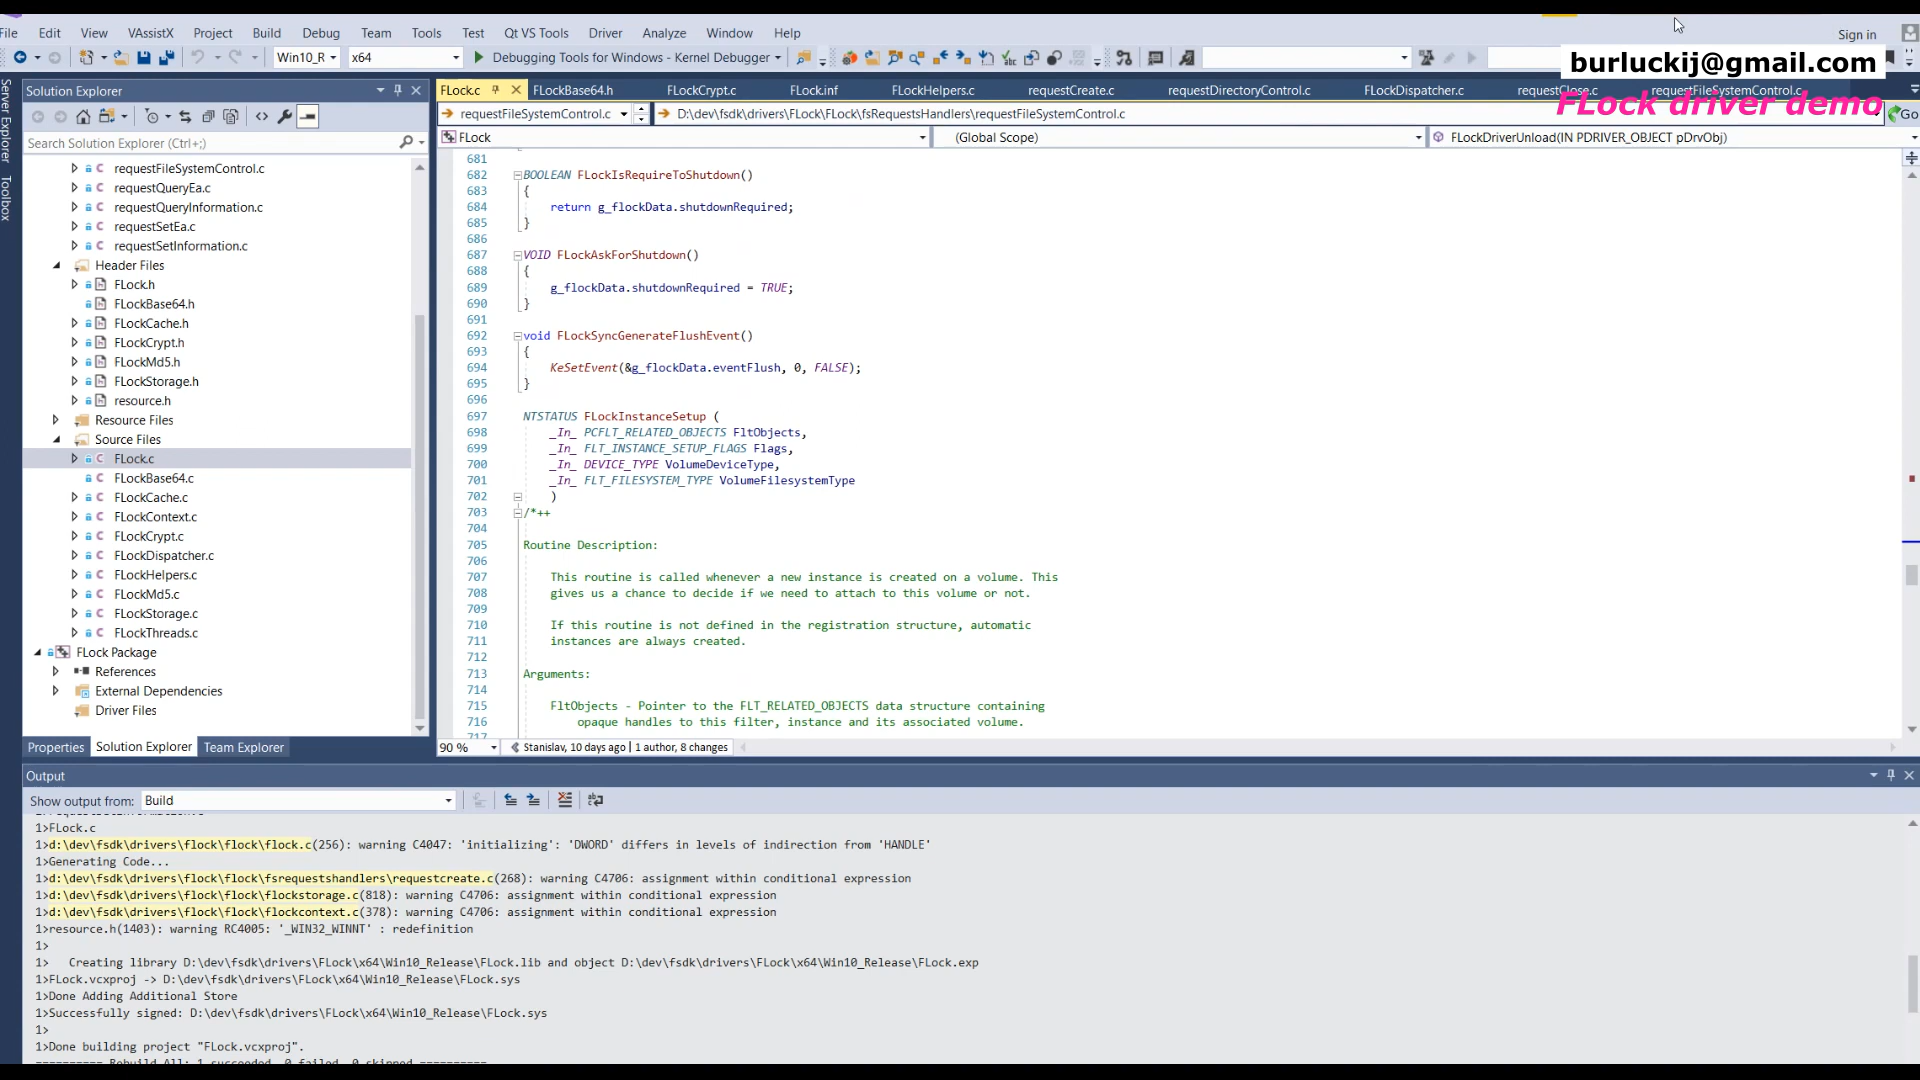 File Edit View VAssistX Project Build Debug Team Tools Qt VS Tools Driver Analyze Window Help
Sign in
Win10_R x64 Debugging Tools for Windows - Kernel Debugger
burluckij@gmail.com
FLock driver demo
Server Explorer
Toolbox
Solution Explorer
Search Solution Explorer (Ctrl+;)
requestFileSystemControl.c
requestQueryEa.c
requestQueryInformation.c
requestSetEa.c
requestSetInformation.c
Header Files
FLock.h
FLockBase64.h
FLockCache.h
FLockCrypt.h
FLockMd5.h
FLockStorage.h
resource.h
Resource Files
Source Files
FLock.c
FLockBase64.c
FLockCache.c
FLockContext.c
FLockCrypt.c
FLockDispatcher.c
FLockHelpers.c
FLockMd5.c
FLockStorage.c
FLockThreads.c
FLock Package
References
External Dependencies
Driver Files
Properties Solution Explorer Team Explorer
FLock.c FLockBase64.h FLockCrypt.c FLock.inf FLockHelpers.c requestCreate.c requestDirectoryControl.c FLockDispatcher.c requestClose.c requestFileSystemControl.c
requestFileSystemControl.c D:\dev\fsdk\drivers\FLock\FLock\fsRequestsHandlers\requestFileSystemControl.c Go
FLock (Global Scope) FLockDriverUnload(IN PDRIVER_OBJECT pDrvObj)
681
682 BOOLEAN FLockIsRequireToShutdown()
683 {
684 return g_flockData.shutdownRequired;
685 }
686
687 VOID FLockAskForShutdown()
688 {
689 g_flockData.shutdownRequired = TRUE;
690 }
691
692 void FLockSyncGenerateFlushEvent()
693 {
694 KeSetEvent(&g_flockData.eventFlush, 0, FALSE);
695 }
696
697 NTSTATUS FLockInstanceSetup (
698 _In_ PCFLT_RELATED_OBJECTS FltObjects,
699 _In_ FLT_INSTANCE_SETUP_FLAGS Flags,
700 _In_ DEVICE_TYPE VolumeDeviceType,
701 _In_ FLT_FILESYSTEM_TYPE VolumeFilesystemType
702 )
703 /*++
704
705 Routine Description:
706
707 This routine is called whenever a new instance is created on a volume. This
708 gives us a chance to decide if we need to attach to this volume or not.
709
710 If this routine is not defined in the registration structure, automatic
711 instances are always created.
712
713 Arguments:
714
715 FltObjects - Pointer to the FLT_RELATED_OBJECTS data structure containing
716 opaque handles to this filter, instance and its associated volume.
717
90 % Stanislav, 10 days ago | 1 author, 8 changes
Output
Show output from: Build
1>FLock.c
1>d:\dev\fsdk\drivers\flock\flock\flock.c(256): warning C4047: 'initializing': 'DWORD' differs in levels of indirection from 'HANDLE'
1>Generating Code...
1>d:\dev\fsdk\drivers\flock\flock\fsrequestshandlers\requestcreate.c(268): warning C4706: assignment within conditional expression
1>d:\dev\fsdk\drivers\flock\flock\flockstorage.c(818): warning C4706: assignment within conditional expression
1>d:\dev\fsdk\drivers\flock\flock\flockcontext.c(378): warning C4706: assignment within conditional expression
1>resource.h(1403): warning RC4005: '_WIN32_WINNT' : redefinition
1>
1> Creating library D:\dev\fsdk\drivers\FLock\x64\Win10_Release\FLock.lib and object D:\dev\fsdk\drivers\FLock\x64\Win10_Release\FLock.exp
1>FLock.vcxproj -> D:\dev\fsdk\drivers\FLock\x64\Win10_Release\FLock.sys
1>Done Adding Additional Store
1>Successfully signed: D:\dev\fsdk\drivers\FLock\x64\Win10_Release\FLock.sys
1>
1>Done building project "FLock.vcxproj".
========== Rebuild All: 1 succeeded, 0 failed, 0 skipped ==========